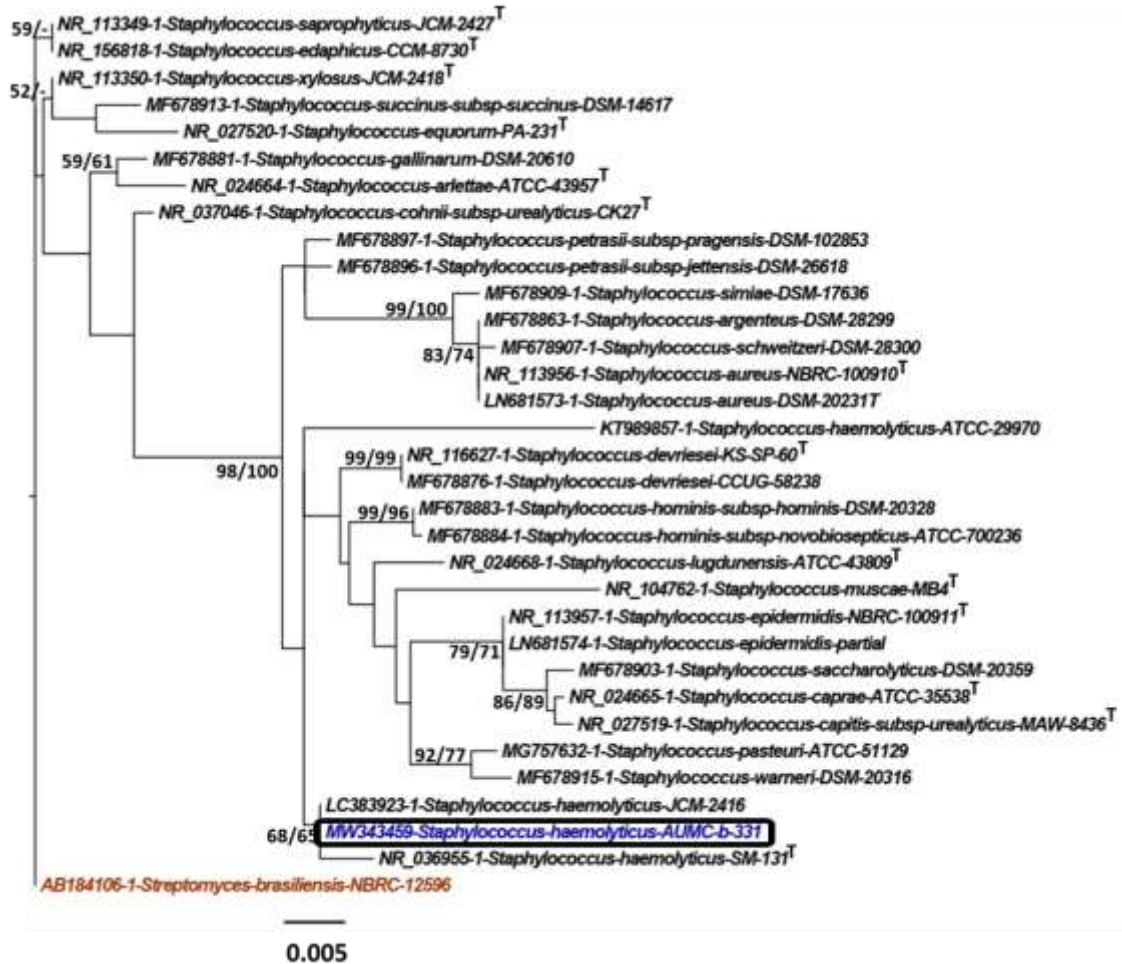 59/-
NR_113349-1-Staphylococcus-saprophyticus-JCM-2427T
NR_156818-1-Staphylococcus-edaphicus-CCM-8730T
NR_113350-1-Staphylococcus-xylosus-JCM-2418T
52/-
MF678913-1-Staphylococcus-succinus-subsp-succinus-DSM-14617
NR_027520-1-Staphylococcus-equorum-PA-231T
59/61
MF678881-1-Staphylococcus-gallinarum-DSM-20610
NR_024664-1-Staphylococcus-arlettae-ATCC-43957T
NR_037046-1-Staphylococcus-cohnii-subsp-urealyticus-CK27T
MF678897-1-Staphylococcus-petrasii-subsp-pragensis-DSM-102853
MF678896-1-Staphylococcus-petrasii-subsp-jettensis-DSM-26618
MF678909-1-Staphylococcus-simiae-DSM-17636
99/100
MF678863-1-Staphylococcus-argenteus-DSM-28299
83/74
MF678907-1-Staphylococcus-schweitzeri-DSM-28300
NR_113956-1-Staphylococcus-aureus-NBRC-100910T
LN681573-1-Staphylococcus-aureus-DSM-20231T
KT989857-1-Staphylococcus-haemolyticus-ATCC-29970
98/100
99/99
NR_116627-1-Staphylococcus-devriesei-KS-SP-60T
MF678876-1-Staphylococcus-devriesei-CCUG-58238
99/96
MF678883-1-Staphylococcus-hominis-subsp-hominis-DSM-20328
MF678884-1-Staphylococcus-hominis-subsp-novobiosepticus-ATCC-700236
NR_024668-1-Staphylococcus-lugdunensis-ATCC-43809T
NR_104762-1-Staphylococcus-muscae-MB4T
NR_113957-1-Staphylococcus-epidermidis-NBRC-100911T
LN681574-1-Staphylococcus-epidermidis-partial
79/71
MF678903-1-Staphylococcus-saccharolyticus-DSM-20359
86/89
NR_024665-1-Staphylococcus-caprae-ATCC-35538T
NR_027519-1-Staphylococcus-capitis-subsp-urealyticus-MAW-8436T
92/77
MG757632-1-Staphylococcus-pasteuri-ATCC-51129
MF678915-1-Staphylococcus-warneri-DSM-20316
LC383923-1-Staphylococcus-haemolyticus-JCM-2416
68/65
MW343459-Staphylococcus-haemolyticus-AUMC-b-331
NR_036955-1-Staphylococcus-haemolyticus-SM-131T
AB184106-1-Streptomyces-brasiliensis-NBRC-12596
0.005